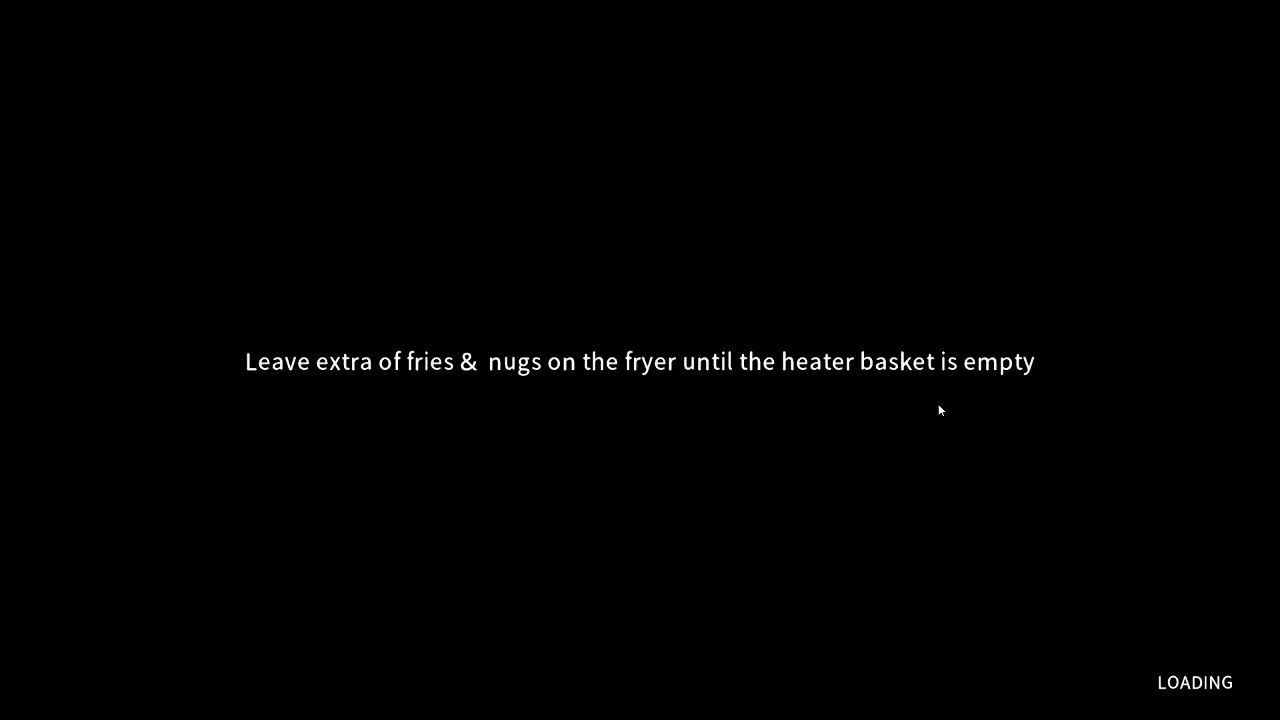 Leave extra of fries &  nugs on the fryer until the heater basket is empty
LOADING